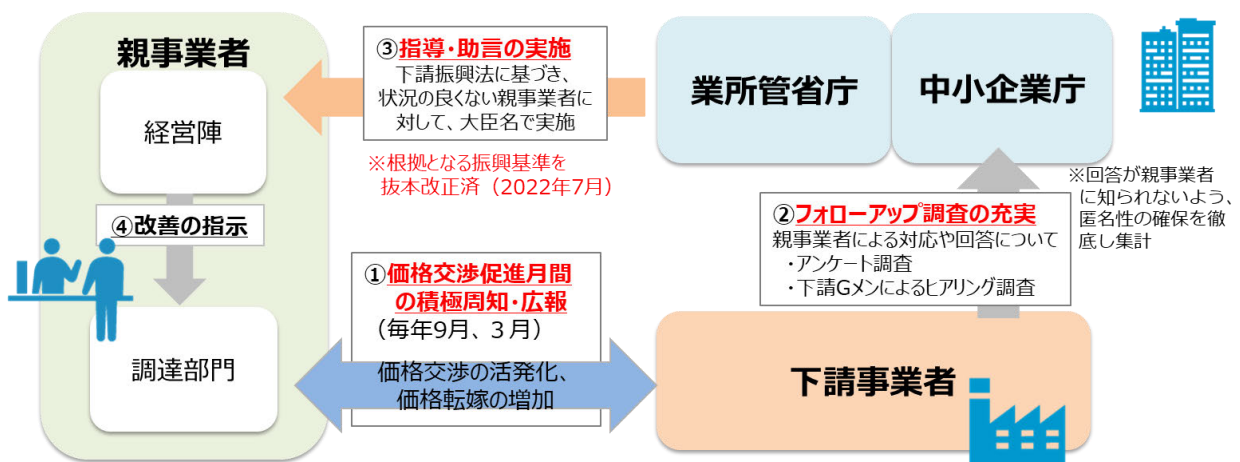 親事業者
経営陣
④改善の指示
調達部門
③指導・助言の実施
下請振興法に基づき、
状況の良くない親事業者に
対して、大臣名で実施
※根拠となる振興基準を
抜本改正済（2022年7月）
①価格交渉促進月間
の積極周知・広報
（毎年9月、３月）
価格交渉の活発化、
価格転嫁の増加
業所管省庁
中小企業庁
※回答が親事業者
に知られないよう、
匿名性の確保を徹
底し集計
②フォローアップ調査の充実
親事業者による対応や回答について
・アンケート調査
・下請Gメンによるヒアリング調査
下請事業者